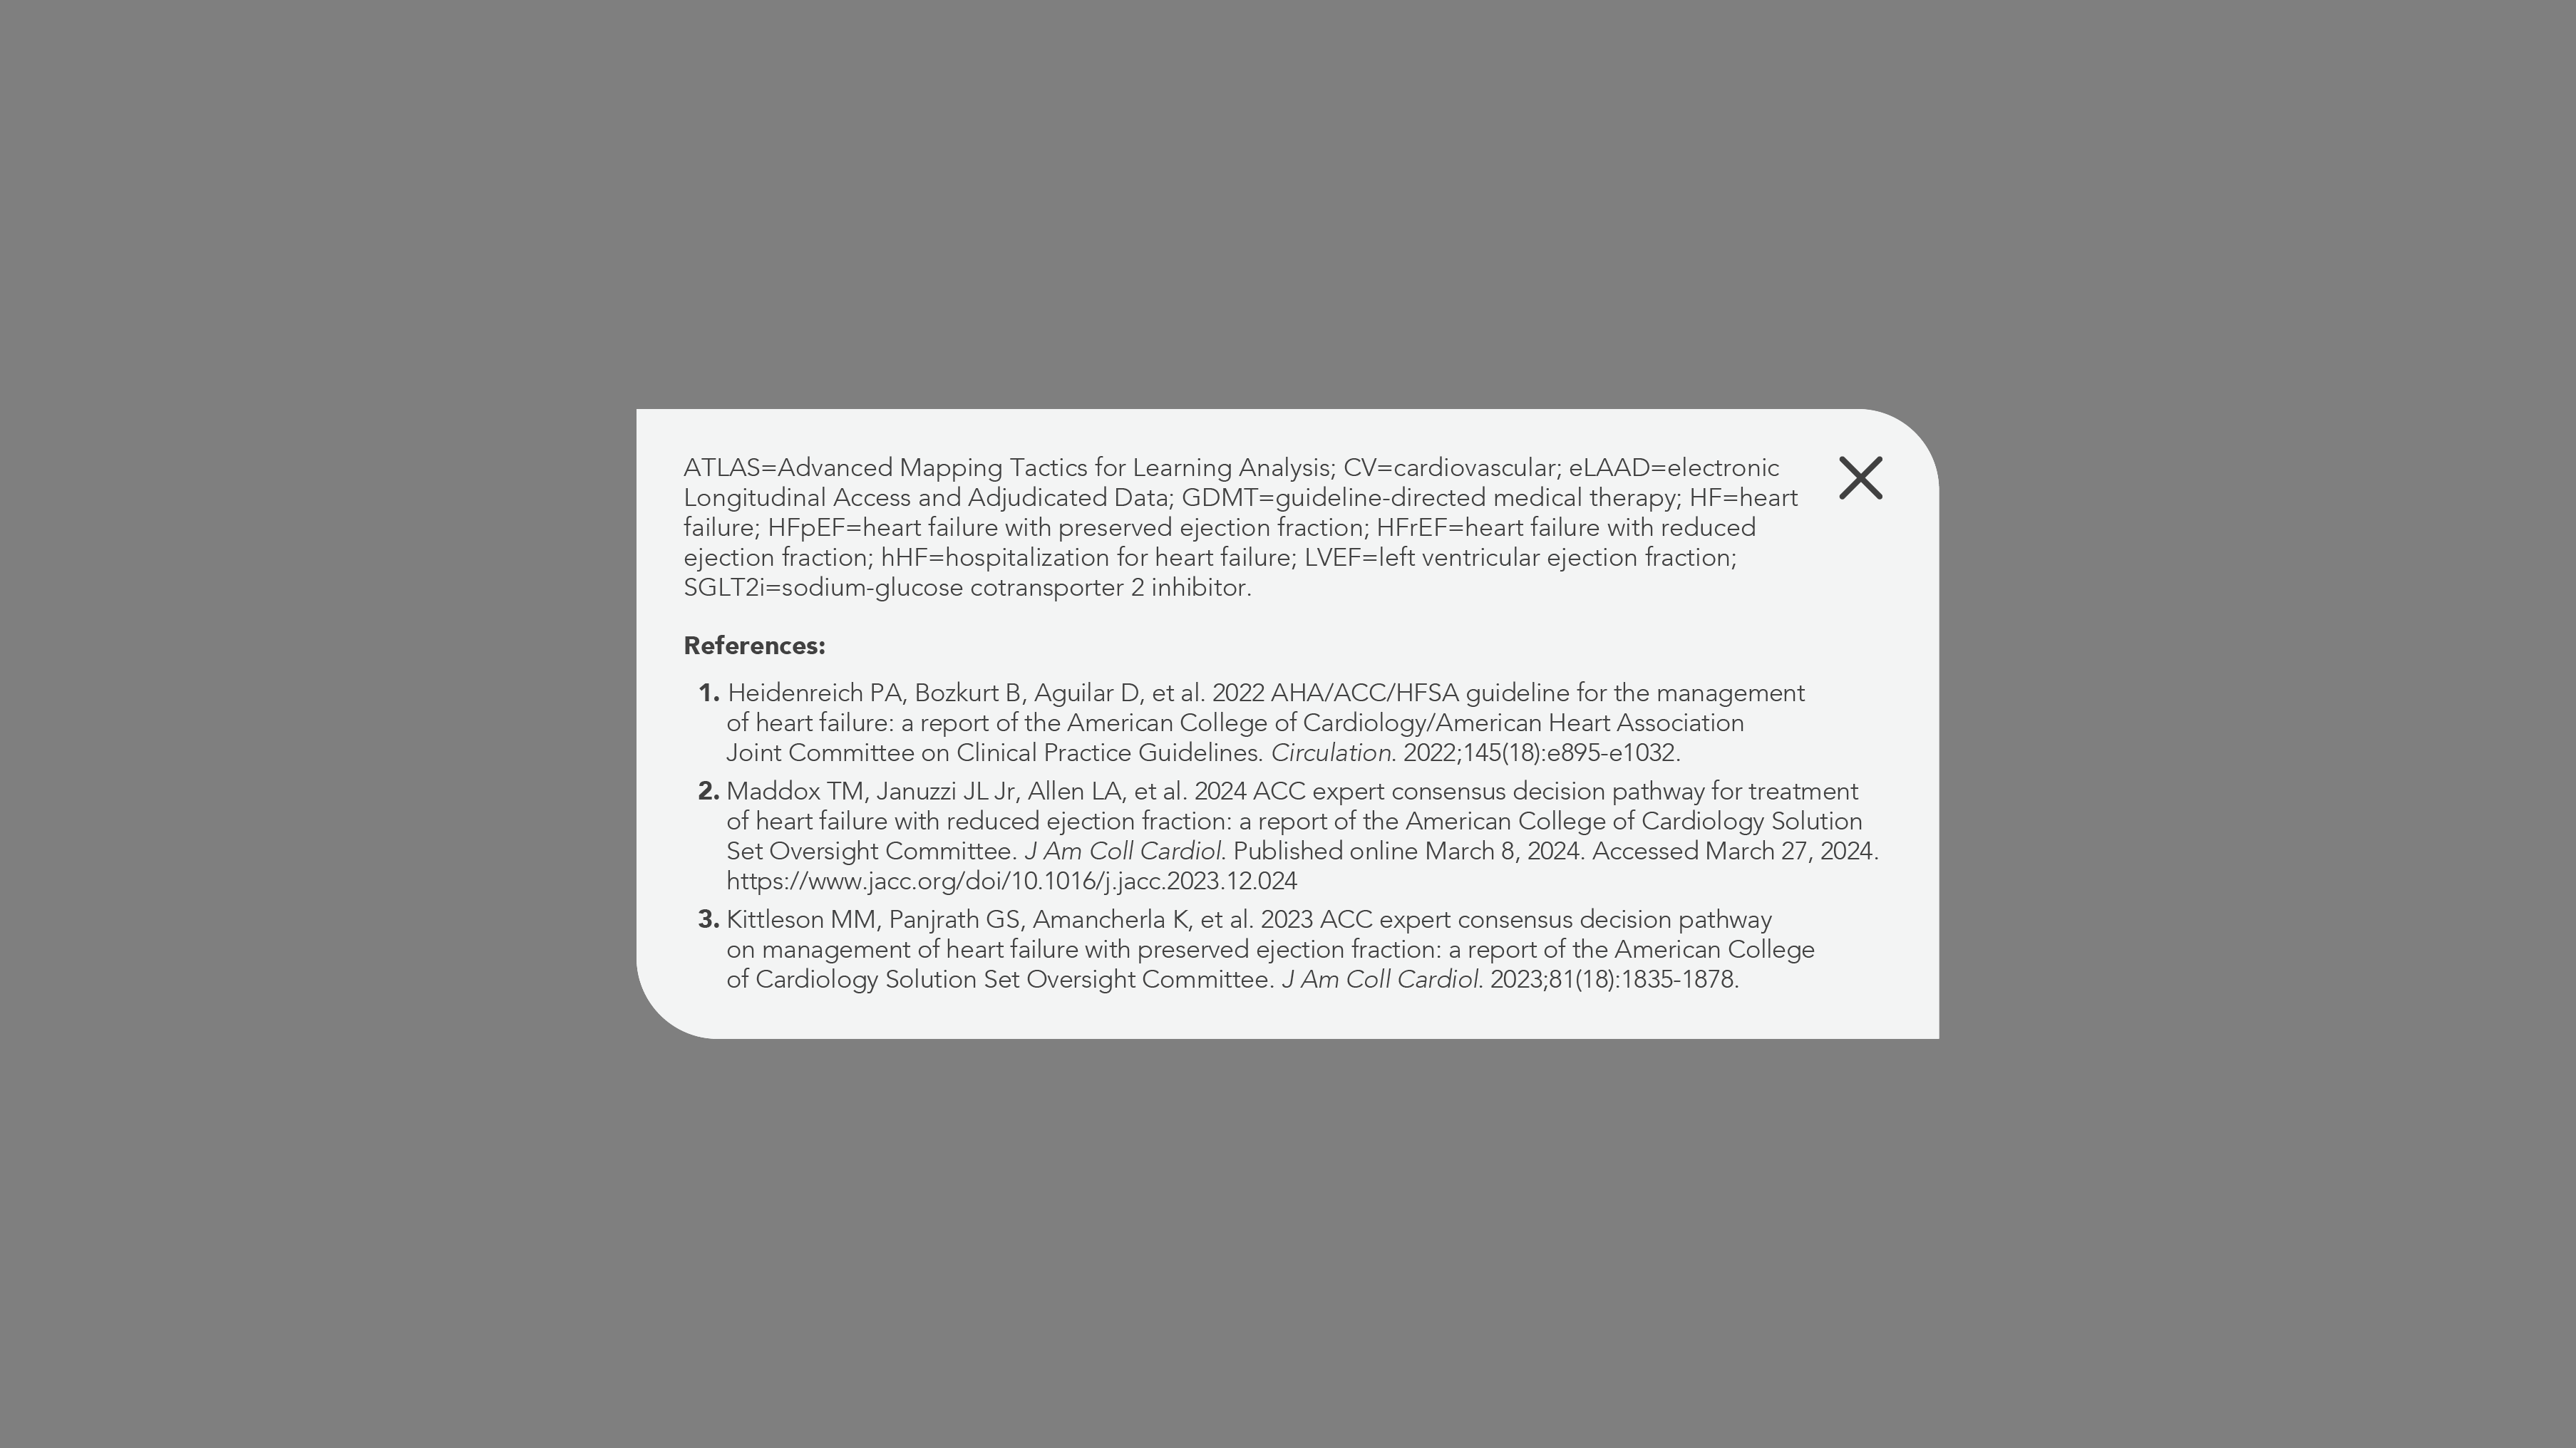 ATLAS=Advanced Mapping Tactics for Learning Analysis; CV=cardiovascular; eLAAD=electronic
Longitudinal Access and Adjudicated Data; GDMT=guideline-directed medical therapy; HF=heart
failure; HFpEF=heart failure with preserved ejection fraction; HFrEF=heart failure with reduced
ejection fraction; hHF=hospitalization for heart failure; LVEF=left ventricular ejection fraction;
SGLT2i=sodium-glucose cotransporter 2 inhibitor.
References:
1. Heidenreich PA, Bozkurt B, Aguilar D, et al. 2022 AHA/ACC/HFSA guideline for the management
of heart failure: a report of the American College of Cardiology/American Heart Association
Joint Committee on Clinical Practice Guidelines. Circulation. 2022;145(18):e895-e1032.
2. Maddox TM, Januzzi JL Jr, Allen LA, et al. 2024 ACC expert consensus decision pathway for treatment
of heart failure with reduced ejection fraction: a report of the American College of Cardiology Solution
Set Oversight Committee. J Am Coll Cardiol. Published online March 8, 2024. Accessed March 27, 2024.
https://www.jacc.org/doi/10.1016/j.jacc.2023.12.024
3. Kittleson MM, Panjrath GS, Amancherla K, et al. 2023 ACC expert consensus decision pathway
on management of heart failure with preserved ejection fraction: a report of the American College
of Cardiology Solution Set Oversight Committee. J Am Coll Cardiol. 2023;81(18):1835-1878.